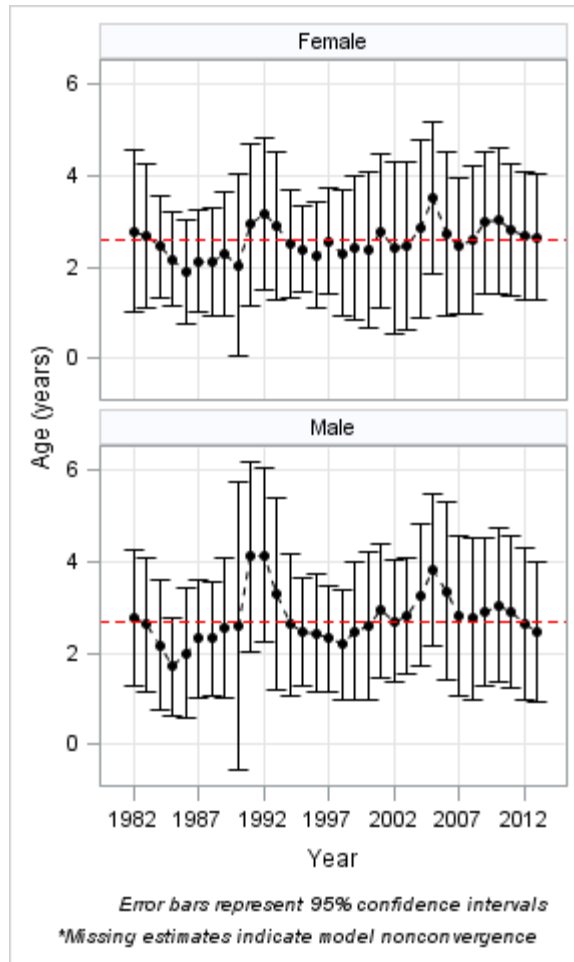 Female
6
4
2
0
Age (years)
Male
6
4
2
0
1982 1987 1992 1997 2002 2007 2012
Year
Error bars represent 95% confidence intervals
*Missing estimates indicate model nonconvergence